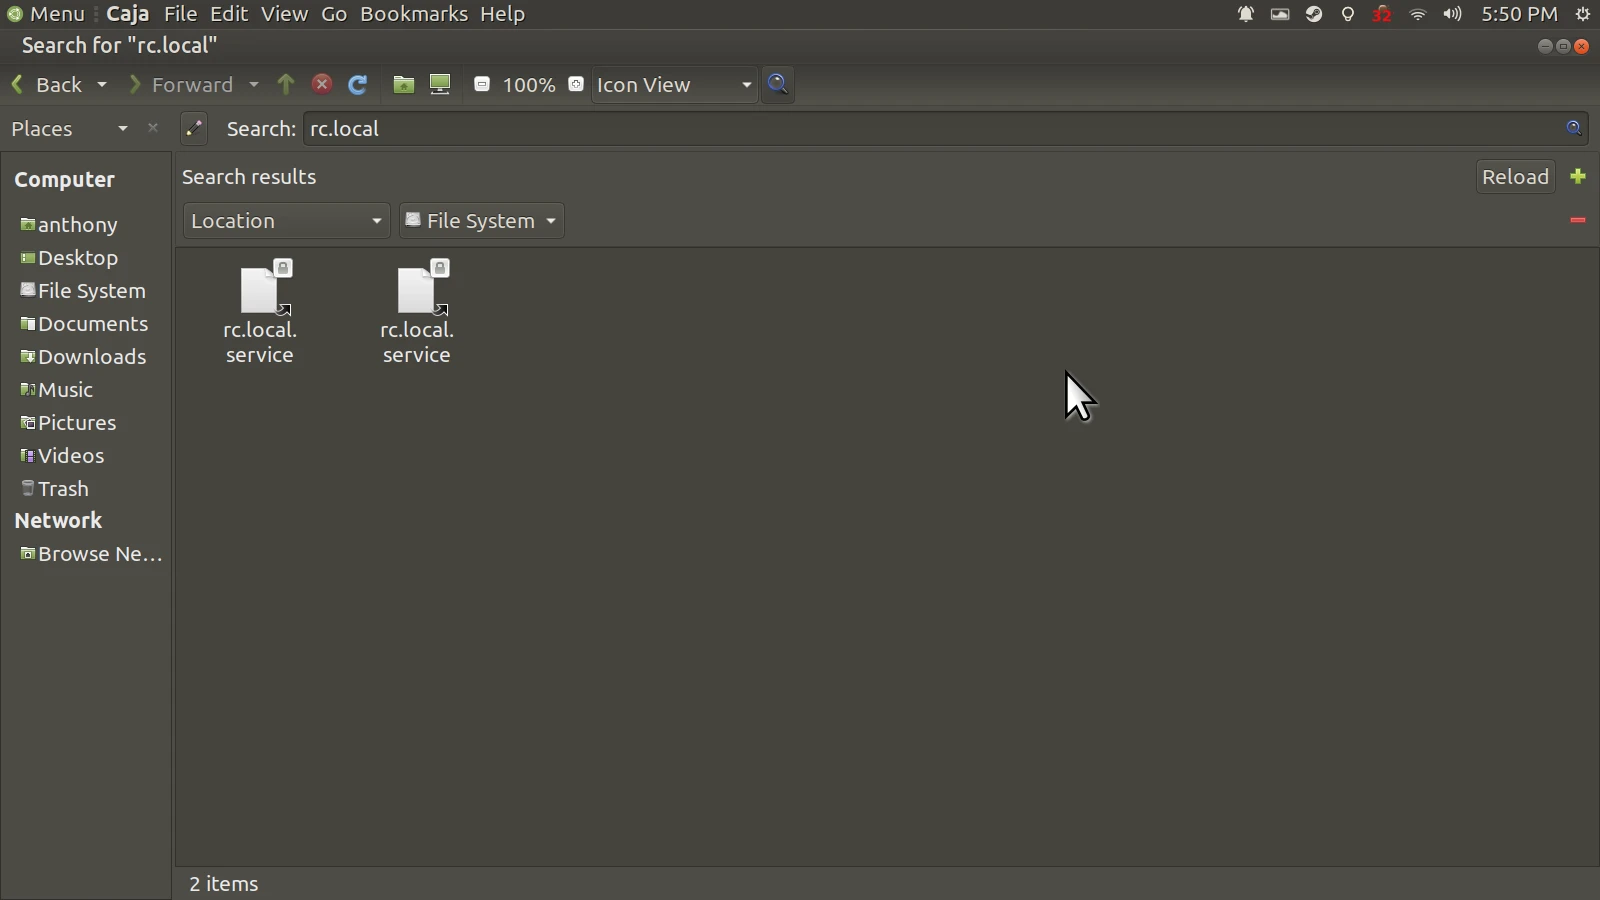 Menu Caja File Edit View Go Bookmarks Help 32 5:50 PM
Search for "rc.local"
Back Forward 100% Icon View
Places Search: rc.local
Search results Reload
Location File System
Computer
anthony
Desktop
File System
Documents
Downloads
Music
Pictures
Videos
Trash
Network
Browse Ne...
rc.local.
service
rc.local.
service
2 items